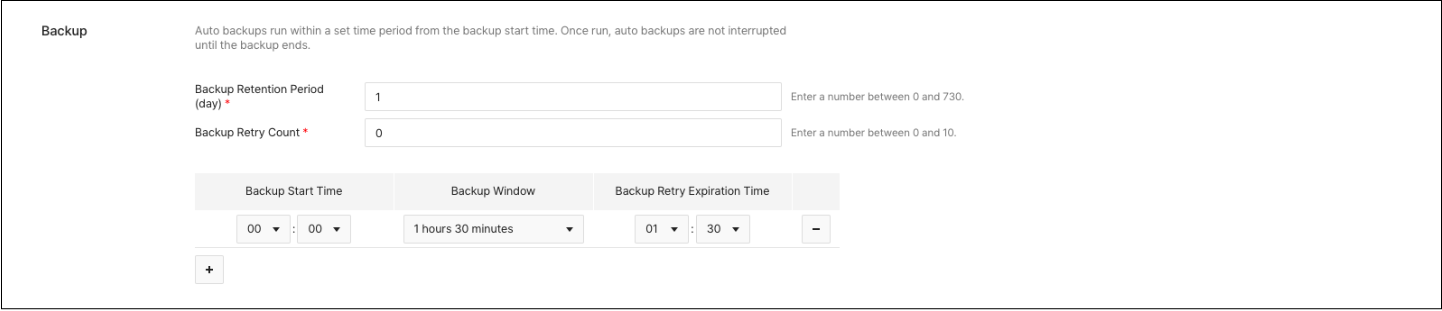 Backup
Auto backups run within a set time period from the backup start time. Once run, auto backups are not interrupted
until the backup ends.
Backup Retention Period
(day) *
1
Enter a number between 0 and 730.
Backup Retry Count *
0
Enter a number between 0 and 10.
Backup Start Time Backup Window Backup Retry Expiration Time
00 : 00 1 hours 30 minutes 01 : 30 −
+